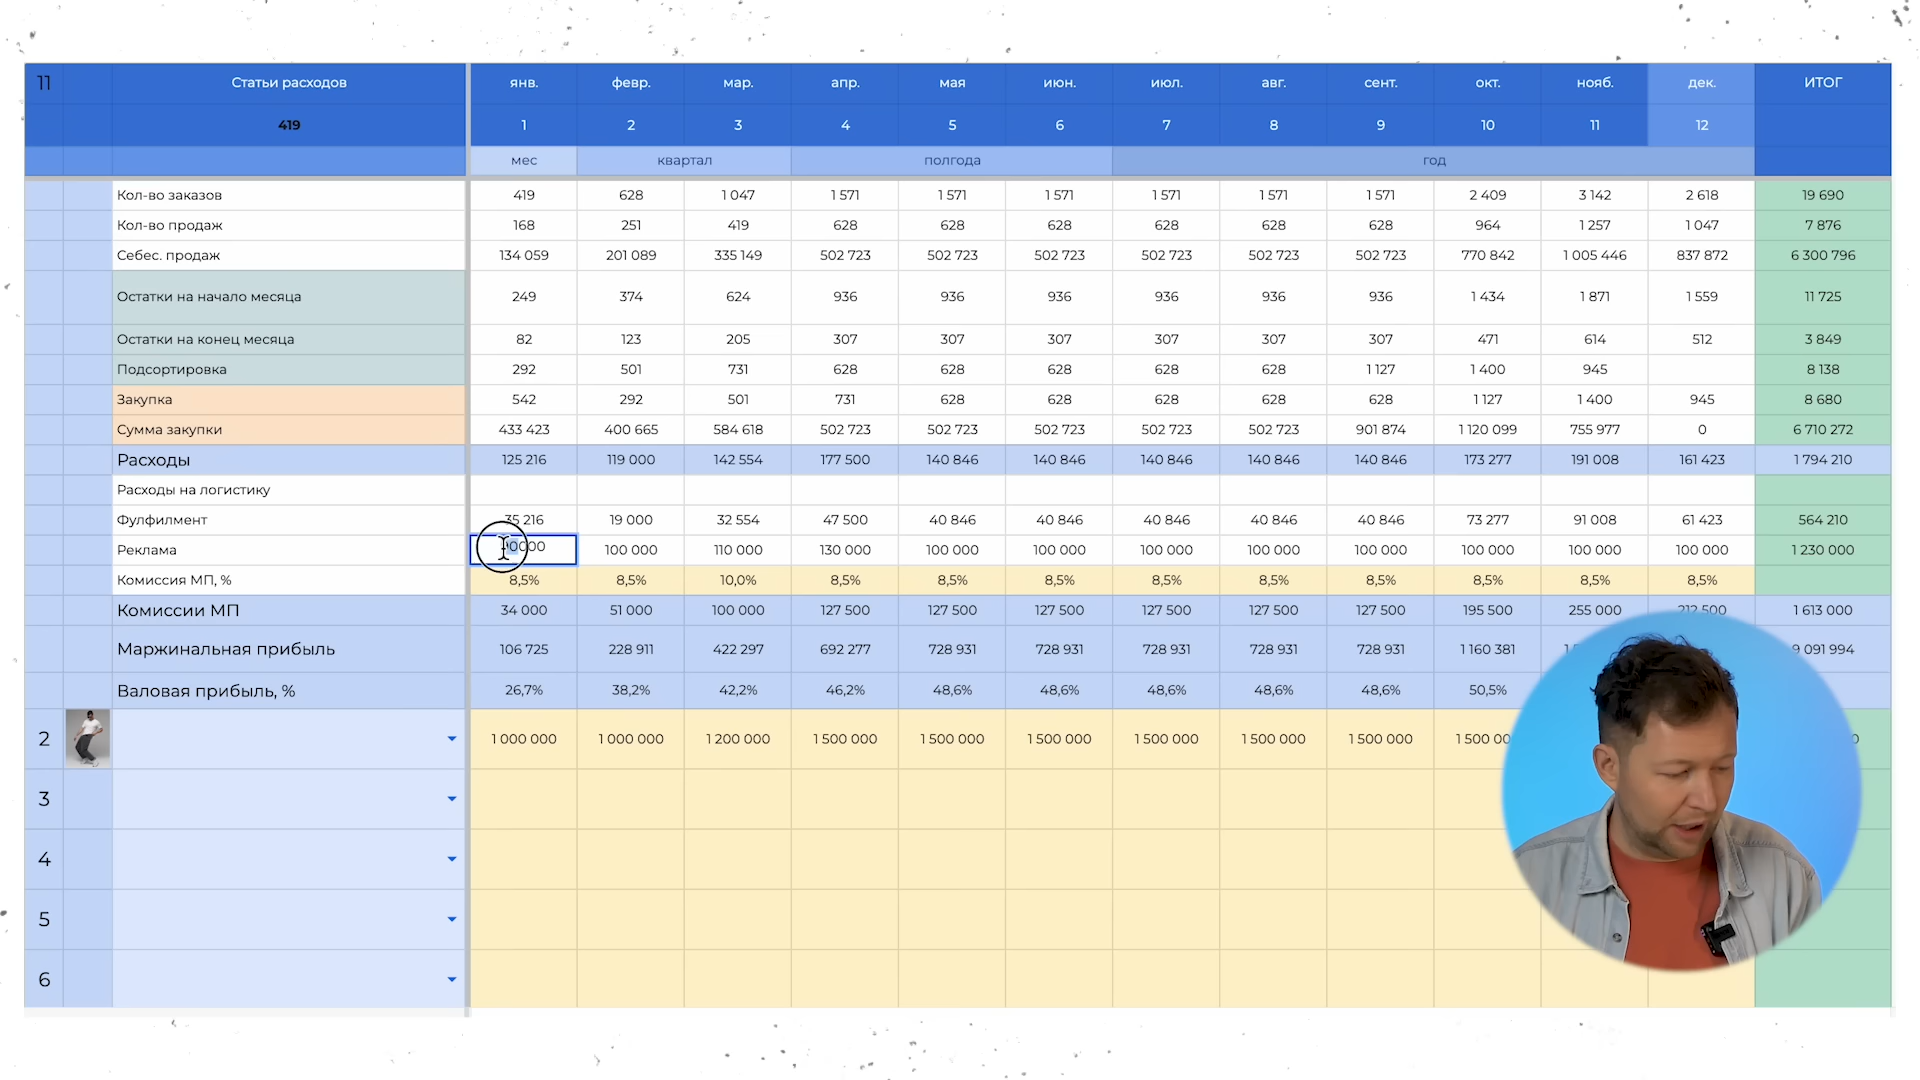 11 Статьи расходов янв. февр. мар. апр. мая июн. июл. авг. сент. окт. нояб. дек. ИТОГ
419 1 2 3 4 5 6 7 8 9 10 11 12
мес квартал полгода год
Кол-во заказов 419 628 1 047 1 571 1 571 1 571 1 571 1 571 1 571 2 409 3 142 2 618 19 690
Кол-во продаж 168 251 419 628 628 628 628 628 628 964 1 257 1 047 7 876
Себес. продаж 134 059 201 089 335 149 502 723 502 723 502 723 502 723 502 723 502 723 770 842 1 005 446 837 872 6 300 796
Остатки на начало месяца 249 374 624 936 936 936 936 936 936 1 434 1 871 1 559 11 725
Остатки на конец месяца 82 123 205 307 307 307 307 307 307 471 614 512 3 849
Подсортировка 292 501 731 628 628 628 628 628 1 127 1 400 945 8 138
Закупка 542 292 501 731 628 628 628 628 628 1 127 1 400 945 8 680
Сумма закупки 433 423 400 665 584 618 502 723 502 723 502 723 502 723 502 723 901 874 1 120 099 755 977 0 6 710 272
Расходы 125 216 119 000 142 554 177 500 140 846 140 846 140 846 140 846 140 846 173 277 191 008 161 423 1 794 210
Расходы на логистику
Фулфилмент 35 216 19 000 32 554 47 500 40 846 40 846 40 846 40 846 40 846 73 277 91 008 61 423 564 210
Реклама 100 000 110 000 130 000 100 000 100 000 100 000 100 000 100 000 100 000 100 000 100 000 1 230 000
Комиссия МП, % 8,5% 8,5% 10,0% 8,5% 8,5% 8,5% 8,5% 8,5% 8,5% 8,5% 8,5% 8,5%
Комиссии МП 34 000 51 000 100 000 127 500 127 500 127 500 127 500 127 500 127 500 195 500 255 000 212 500 1 613 000
Маржинальная прибыль 106 725 228 911 422 297 692 277 728 931 728 931 728 931 728 931 728 931 1 160 381 9 091 994
Валовая прибыль, % 26,7% 38,2% 42,2% 46,2% 48,6% 48,6% 48,6% 48,6% 48,6% 50,5%
2 1 000 000 1 000 000 1 200 000 1 500 000 1 500 000 1 500 000 1 500 000 1 500 000 1 500 000
3
4
5
6